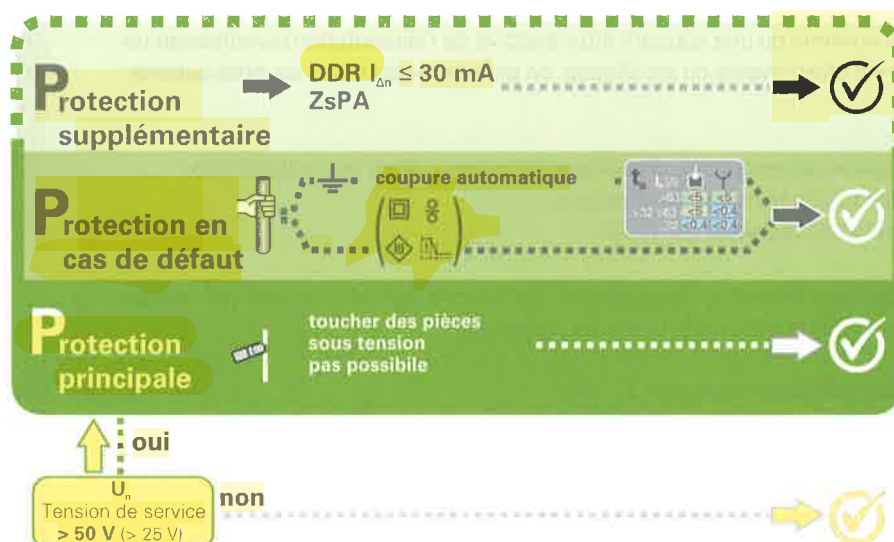 Protection
supplémentaire
DDR I∆n ≤ 30 mA
ZsPA
Protection en
cas de défaut
coupure automatique
Protection
principale
toucher des pièces
sous tension
pas possibile
oui
Un
Tension de service
> 50 V (> 25 V)
non